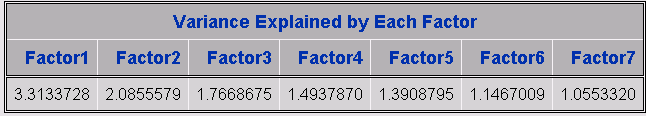 Variance Explained by Each Factor
Factor1 Factor2 Factor3 Factor4 Factor5 Factor6 Factor7
3.3133728 2.0855579 1.7668675 1.4937870 1.3908795 1.1467009 1.0553320